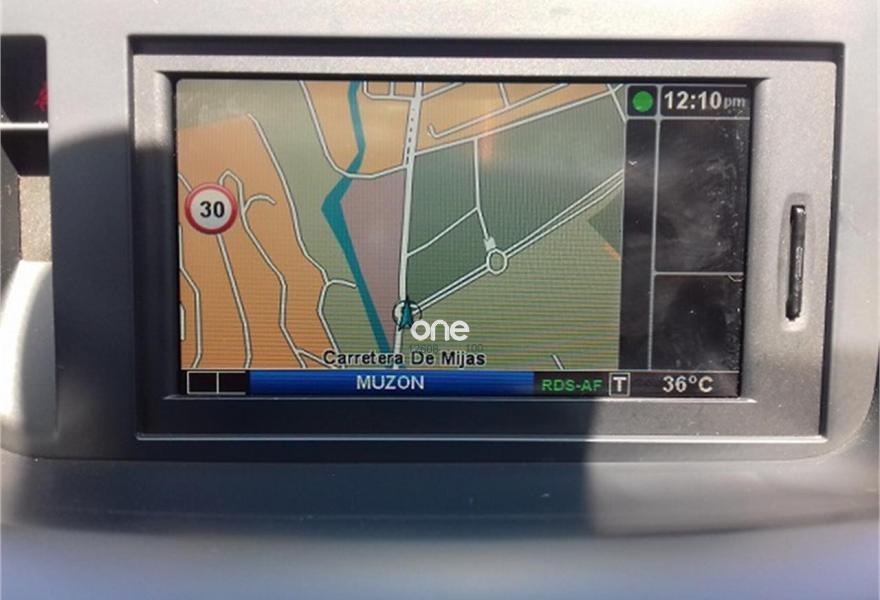 12:10pm
30
one
Carretera De Mijas
MUZON RDS-AF T 36°C